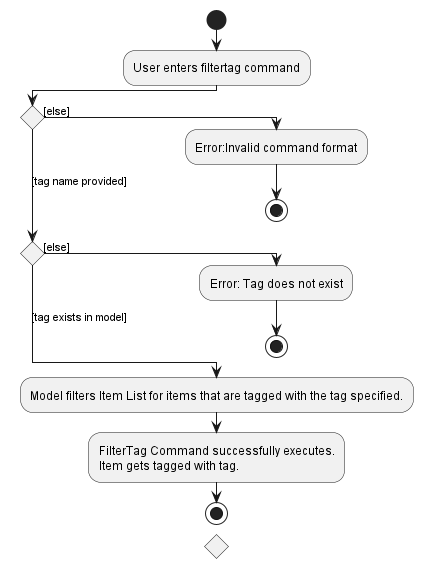 User enters filtertag command
[else]
Error:Invalid command format
[tag name provided]
[else]
Error: Tag does not exist
[tag exists in model]
Model filters Item List for items that are tagged with the tag specified.
FilterTag Command successfully executes.
Item gets tagged with tag.